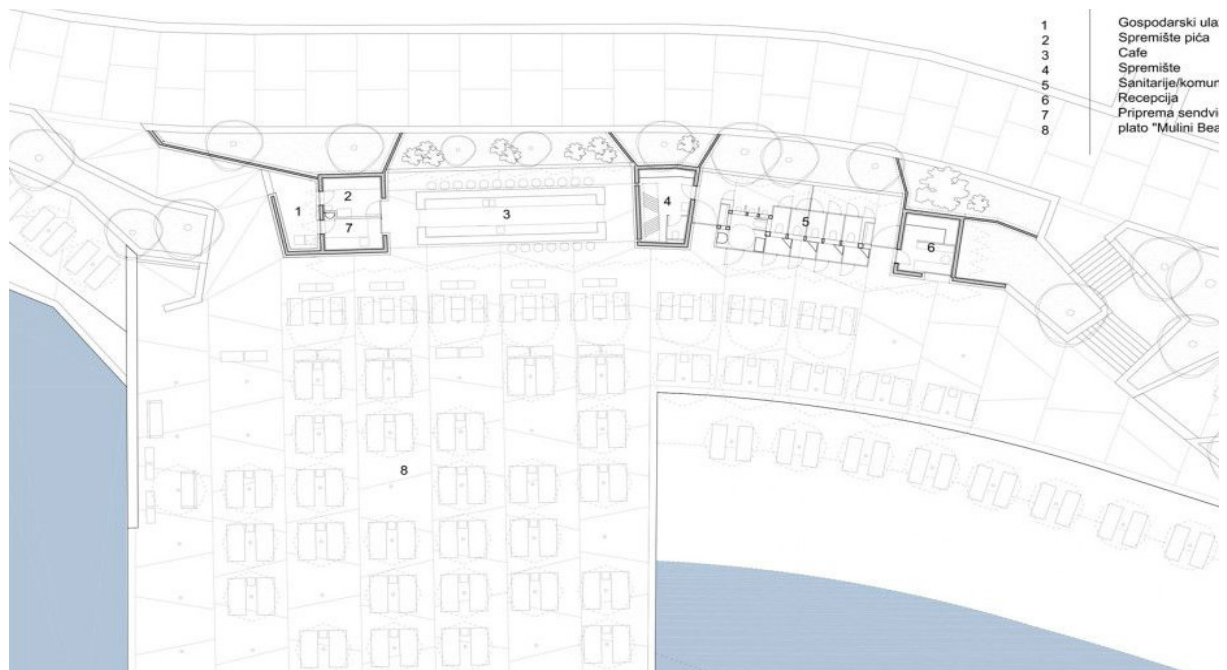 1 Gospodarski ula
2 Spremište pića
3 Cafe
4 Spremište
5 Sanitarije/komun
6 Recepcija
7 Priprema sendvi
8 plato "Mulini Bea
1
2
7
3
4
5
6
8